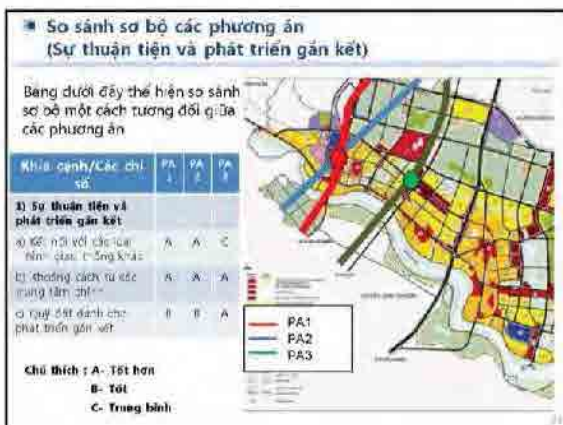 So sánh sơ bộ các phương án
(Sự thuận tiện và phát triển gắn kết)
Bảng dưới đây thể hiện so sánh
sơ bộ một cách tương đối giữa
các phương án
Khía cạnh/Các chỉ số PA 1 PA 2 PA 3
1) Sự thuận tiện và
phát triển gắn kết
a) Kết nối với các loại
hình giao thông khác A A C
b) Khoảng cách từ các
trung tâm chính A A A
c) Quỹ đất dành cho
phát triển gắn kết B B A
Chú thích : A- Tốt hơn
B- Tốt
C- Trung bình
PA1
PA2
PA3